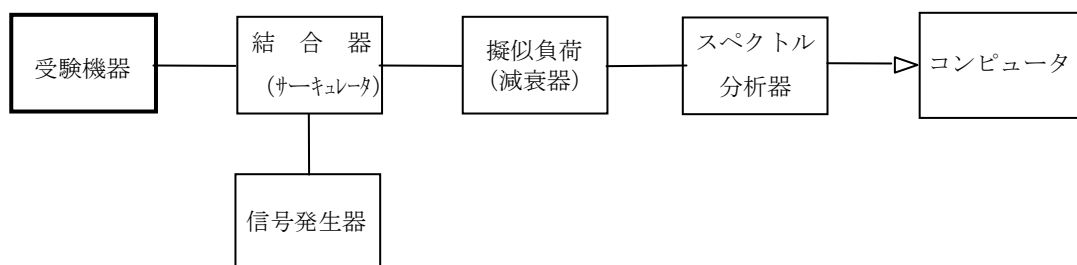 受験機器
結　合　器
(サーキュレータ)
擬似負荷
（減衰器）
スペクトル
分析器
コンピュータ
信号発生器